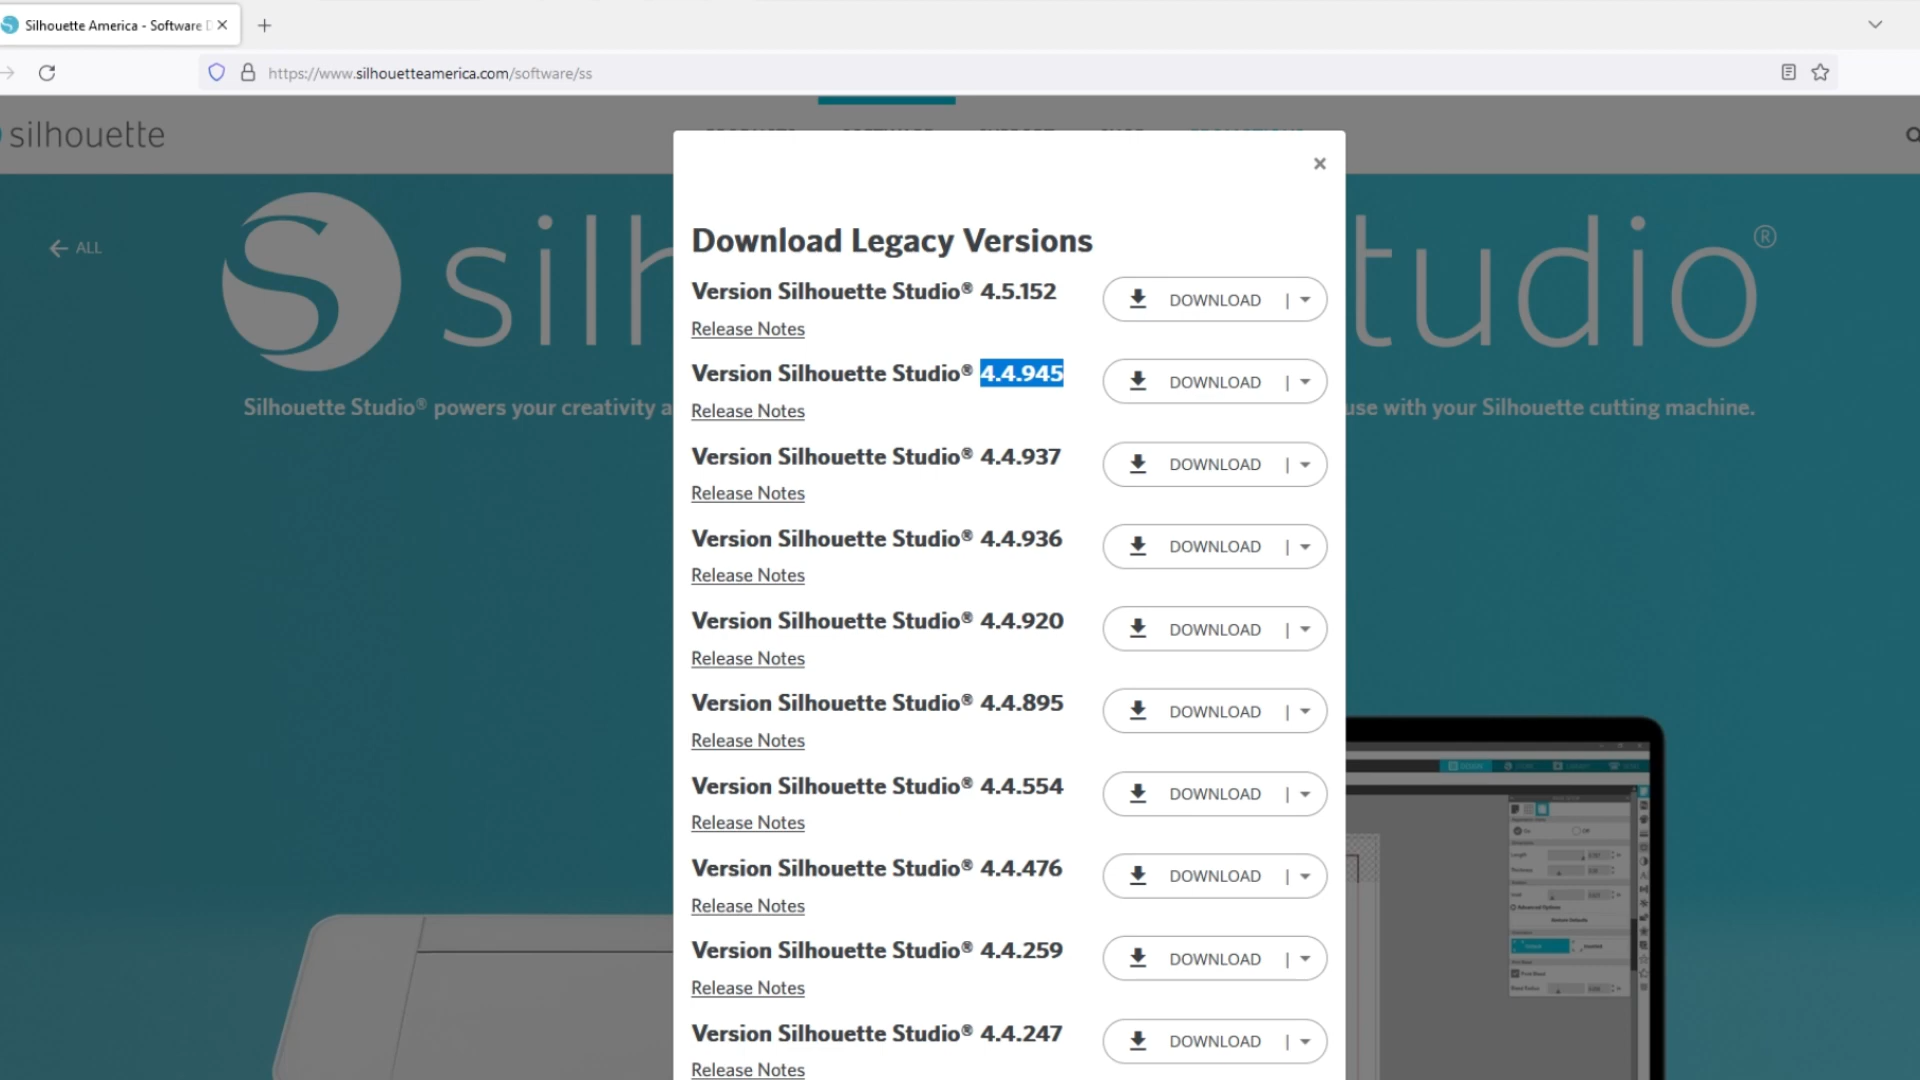 Silhouette America - Software
https://www.silhouetteamerica.com/software/ss
silhouette
ALL
silh
tudio®
Silhouette Studio® powers your creativity a
use with your Silhouette cutting machine.
Download Legacy Versions
Version Silhouette Studio® 4.5.152
DOWNLOAD |
Release Notes
Version Silhouette Studio® 4.4.945
DOWNLOAD |
Release Notes
Version Silhouette Studio® 4.4.937
DOWNLOAD |
Release Notes
Version Silhouette Studio® 4.4.936
DOWNLOAD |
Release Notes
Version Silhouette Studio® 4.4.920
DOWNLOAD |
Release Notes
Version Silhouette Studio® 4.4.895
DOWNLOAD |
Release Notes
Version Silhouette Studio® 4.4.554
DOWNLOAD |
Release Notes
Version Silhouette Studio® 4.4.476
DOWNLOAD |
Release Notes
Version Silhouette Studio® 4.4.259
DOWNLOAD |
Release Notes
Version Silhouette Studio® 4.4.247
DOWNLOAD |
Release Notes